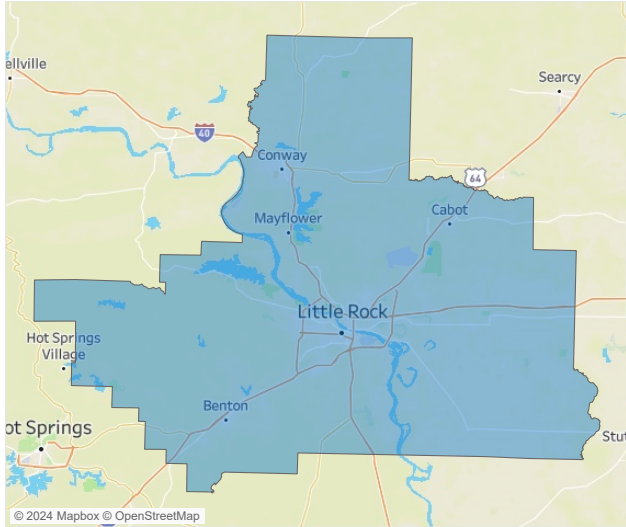 ellville
Searcy
40
Conway
64
Mayflower
Cabot
Little Rock
Hot Springs
Village
Benton
ot Springs
Stut
© 2024 Mapbox © OpenStreetMap